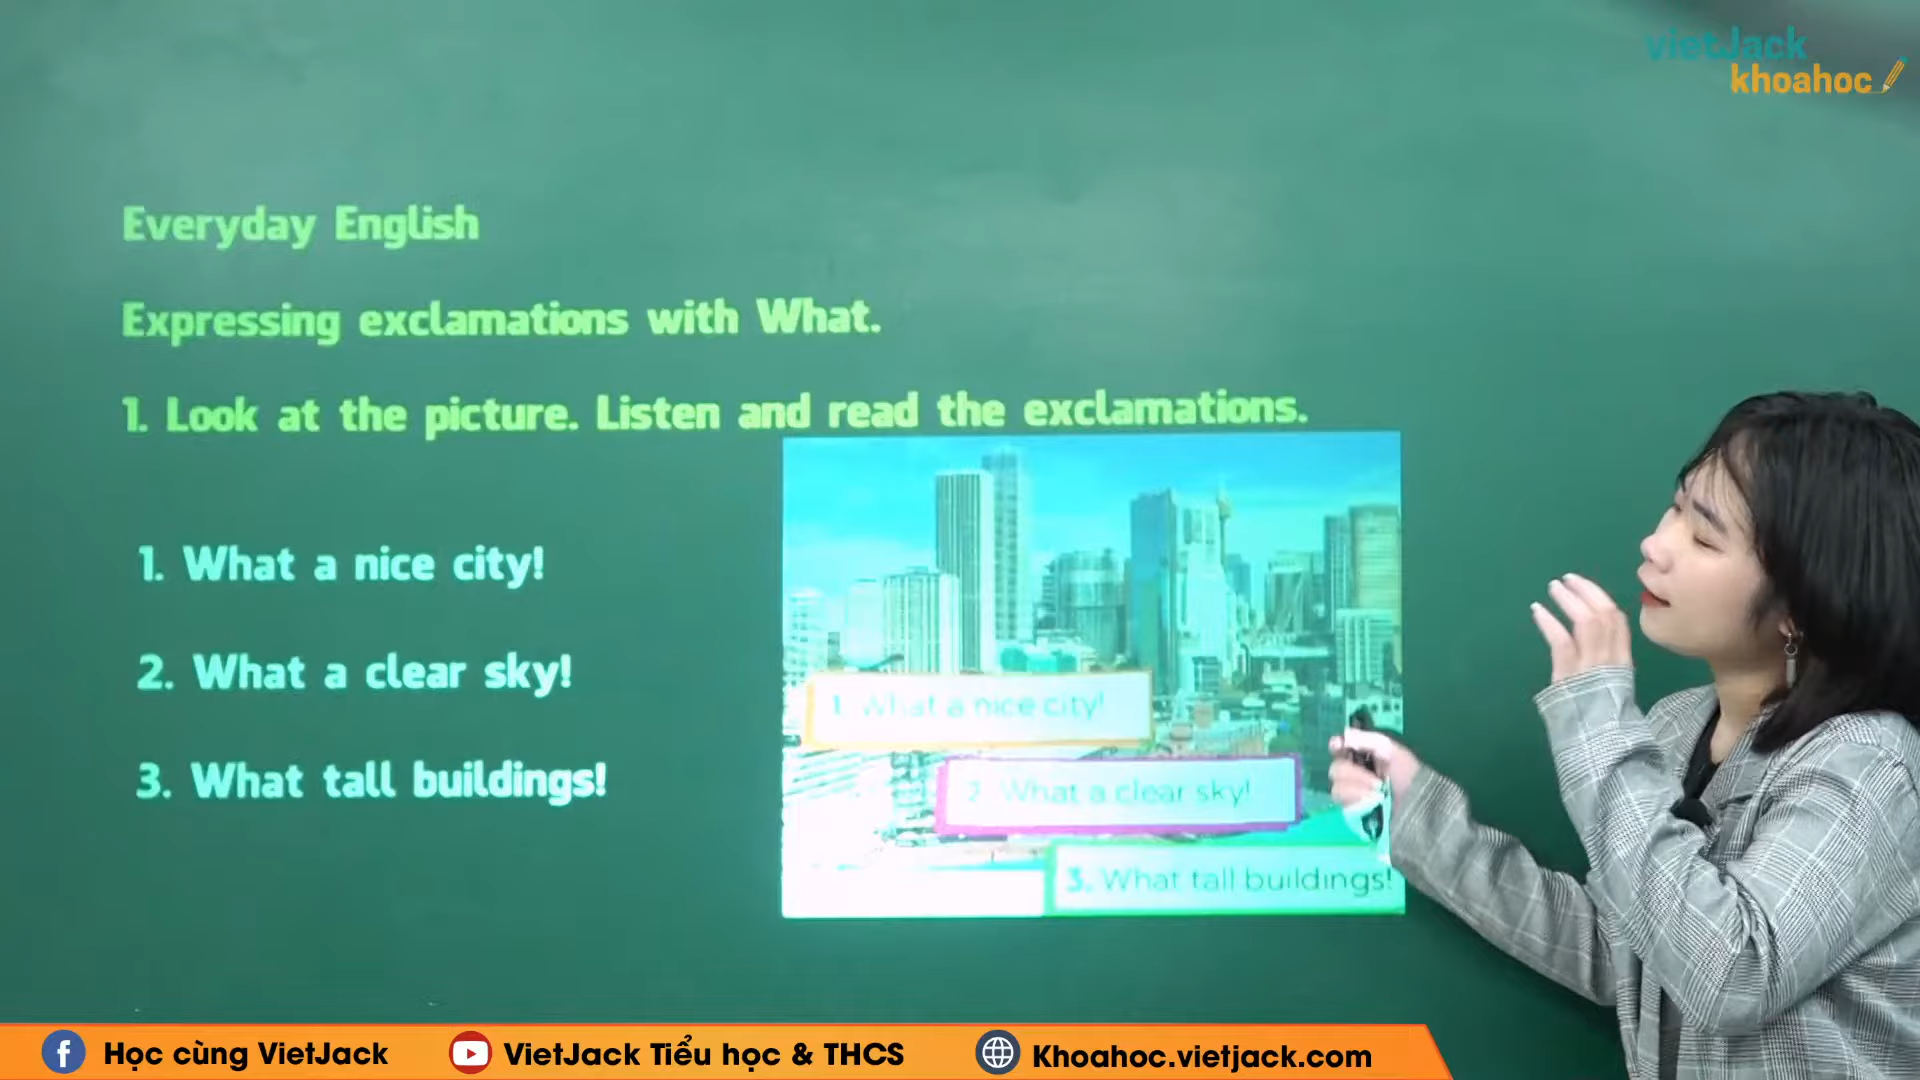 vietJack
khoahoc
Everyday English
Expressing exclamations with What.
1. Look at the picture. Listen and read the exclamations.
1. What a nice city!
2. What a clear sky!
3. What tall buildings!
1. What a nice city!
2. What a clear sky!
3. What tall buildings!
Học cùng VietJack
VietJack Tiểu học & THCS
Khoahoc.vietjack.com